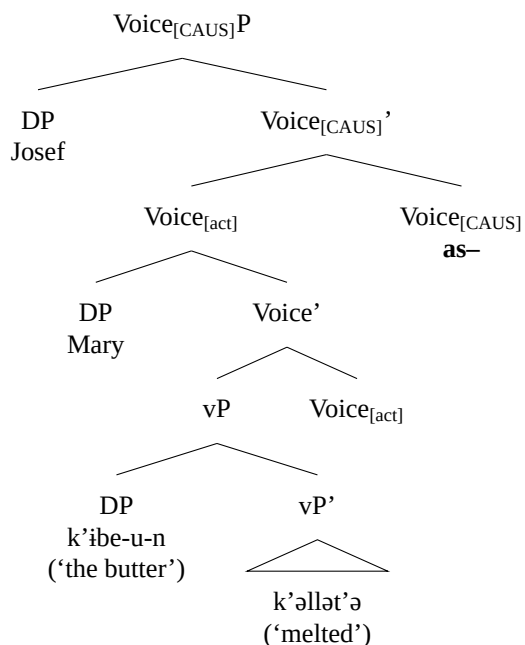 Voice[CAUS]P
DP
Josef
Voice[CAUS]’
Voice[act]
Voice[CAUS]
as–
DP
Mary
Voice’
vP
Voice[act]
DP
k’ɨbe-u-n
(‘the butter’)
vP’
k’əllət’ə
(‘melted’)